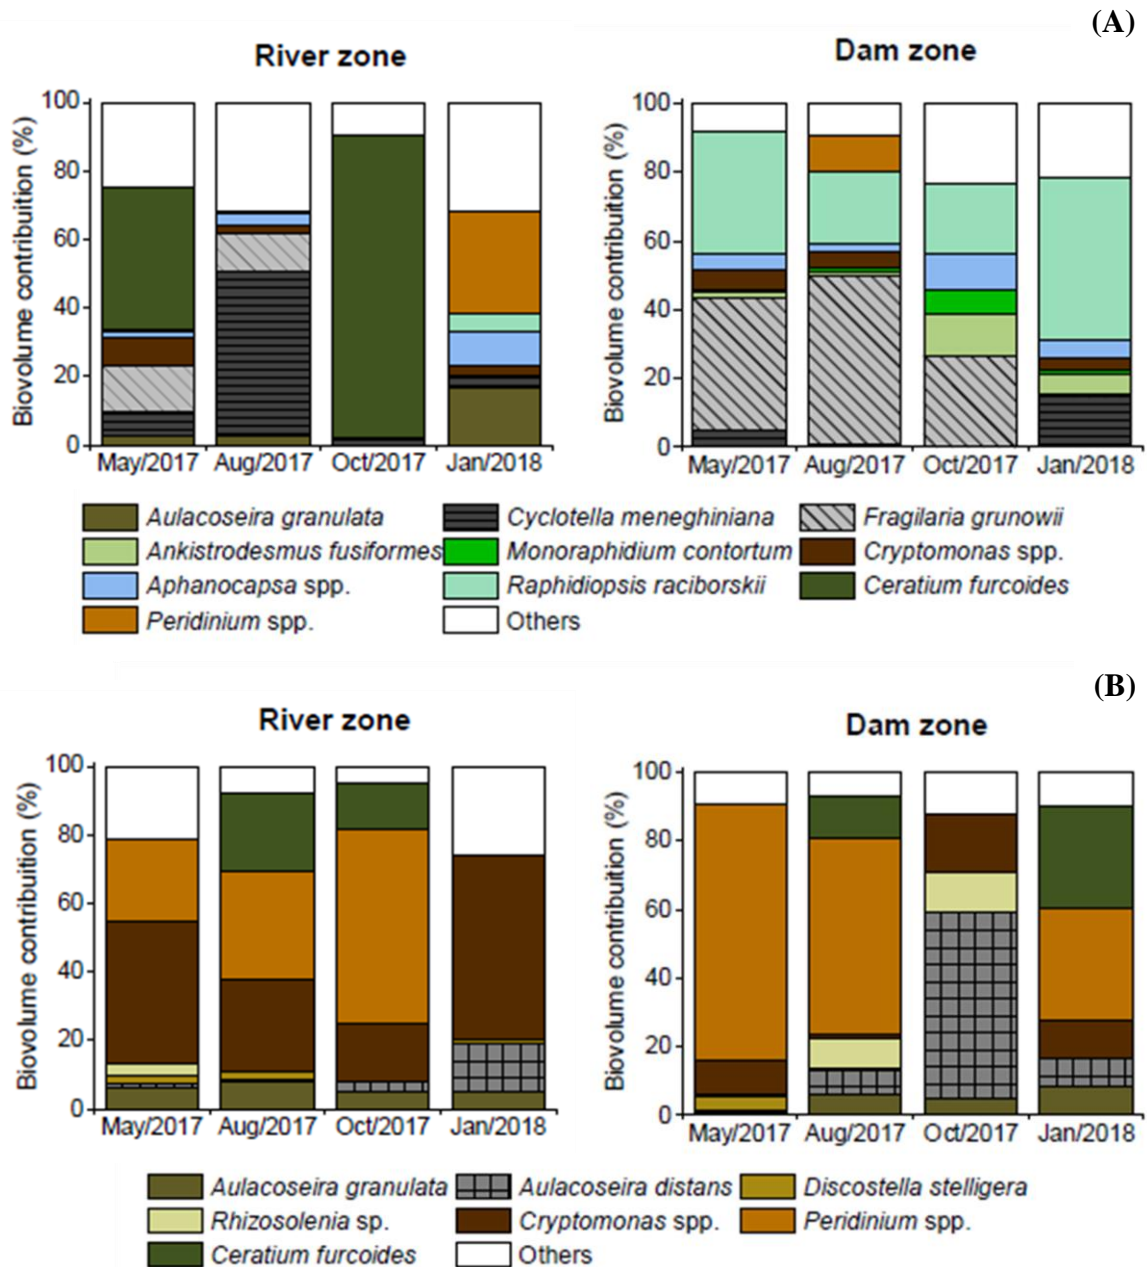 (A)
River zone
Dam zone
Biovolume contribuition (%)
100
80
60
40
20
0
May/2017 Aug/2017 Oct/2017 Jan/2018
Biovolume contribuition (%)
100
80
60
40
20
0
May/2017 Aug/2017 Oct/2017 Jan/2018
Aulacoseira granulata Cyclotella meneghiniana Fragilaria grunowii
Ankistrodesmus fusiformes Monoraphidium contortum Cryptomonas spp.
Aphanocapsa spp. Raphidiopsis raciborskii Ceratium furcoides
Peridinium spp. Others
(B)
River zone
Dam zone
Biovolume contribuition (%)
100
80
60
40
20
0
May/2017 Aug/2017 Oct/2017 Jan/2018
Biovolume contribuition (%)
100
80
60
40
20
0
May/2017 Aug/2017 Oct/2017 Jan/2018
Aulacoseira granulata Aulacoseira distans Discostella stelligera
Rhizosolenia sp. Cryptomonas spp. Peridinium spp.
Ceratium furcoides Others